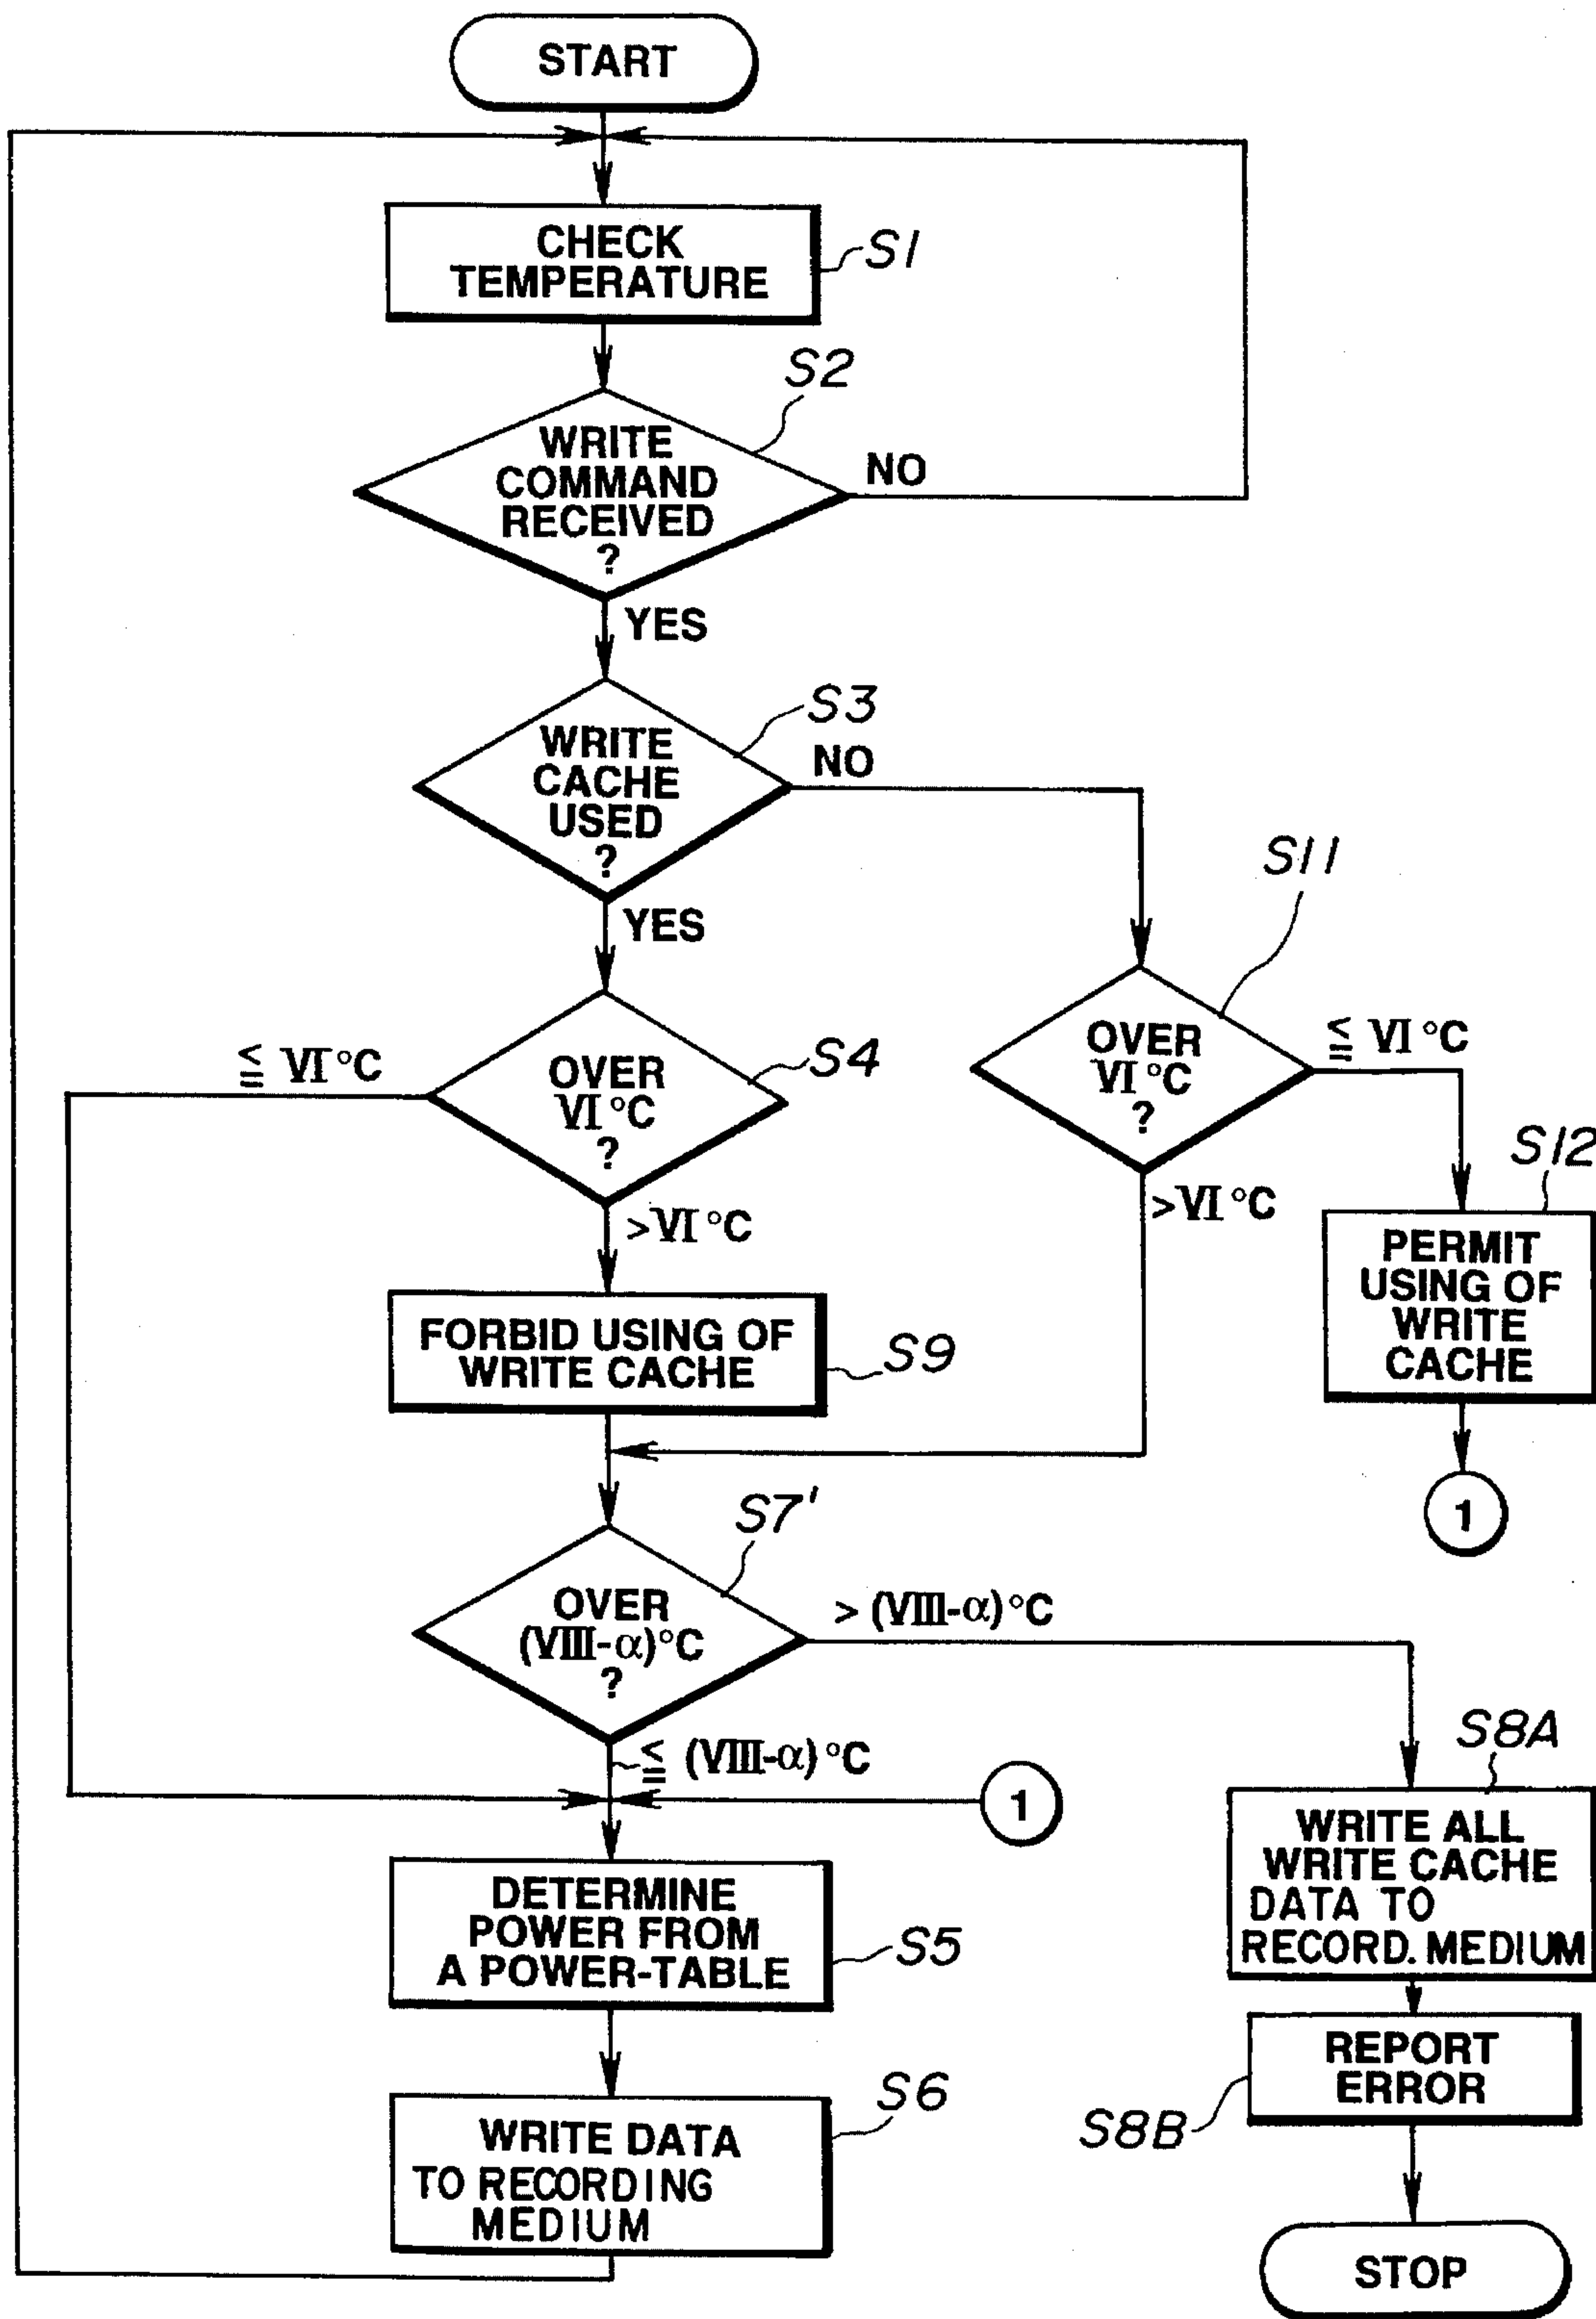 START
CHECK
TEMPERATURE
S1
S2
WRITE
COMMAND
RECEIVED
?
NO
YES
S3
WRITE
CACHE
USED
?
NO
YES
S11
S4
OVER
VI °C
?
≦ VI °C
>VI °C
OVER
VI °C
?
≦ VI °C
>VI °C
S12
PERMIT
USING OF
WRITE
CACHE
1
FORBID USING OF
WRITE CACHE
S9
S7'
OVER
(VIII-α) °C
?
> (VIII-α) °C
≦ (VIII-α) °C
1
S8A
WRITE ALL
WRITE CACHE
DATA TO
RECORD. MEDIUM
DETERMINE
POWER FROM
A POWER-TABLE
S5
REPORT
ERROR
S8B
S6
WRITE DATA
TO RECORDING
MEDIUM
STOP